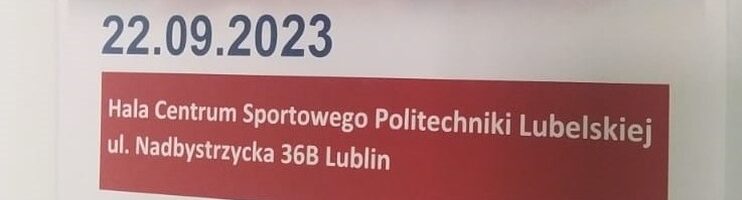 22.09.2023
Hala Centrum Sportowego Politechniki Lubelskiej
ul. Nadbystrzycka 36B Lublin